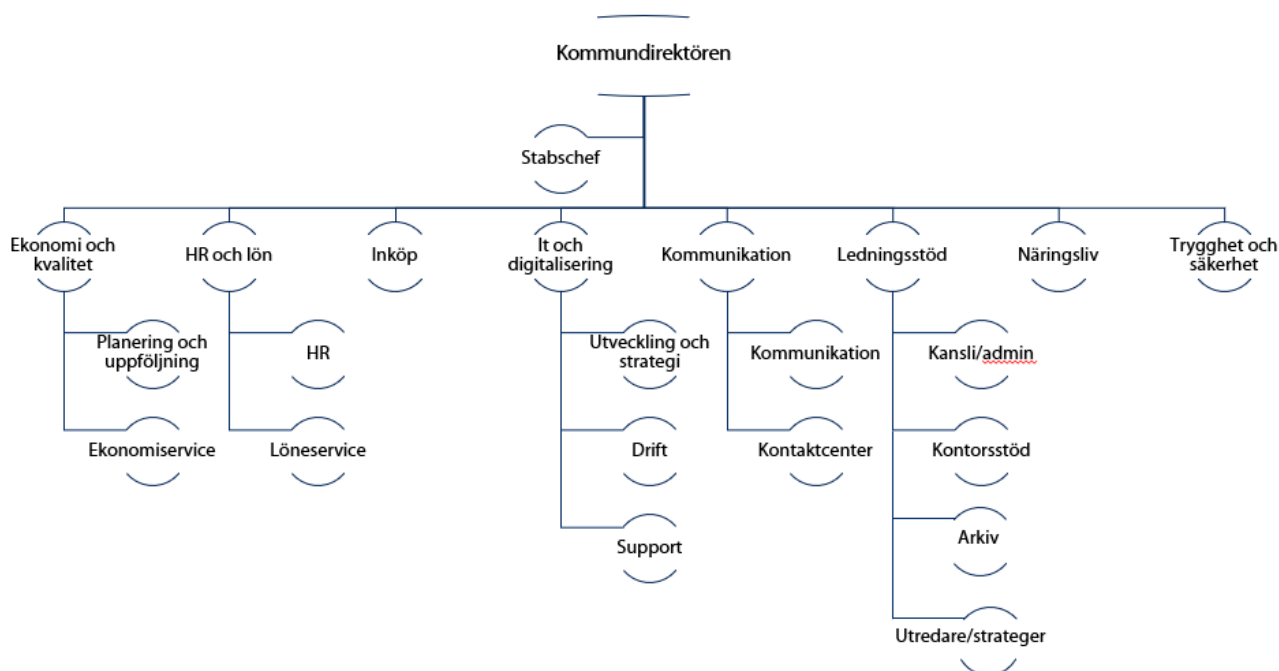 Kommundirektören
Stabschef
Ekonomi och
kvalitet
HR och lön
Inköp
It och
digitalisering
Kommunikation
Ledningsstöd
Näringsliv
Trygghet och
säkerhet
Planering och
uppföljning
HR
Utveckling och
strategi
Kommunikation
Kansli/admin
Ekonomiservice
Löneservice
Drift
Kontaktcenter
Kontorsstöd
Support
Arkiv
Utredare/strateger